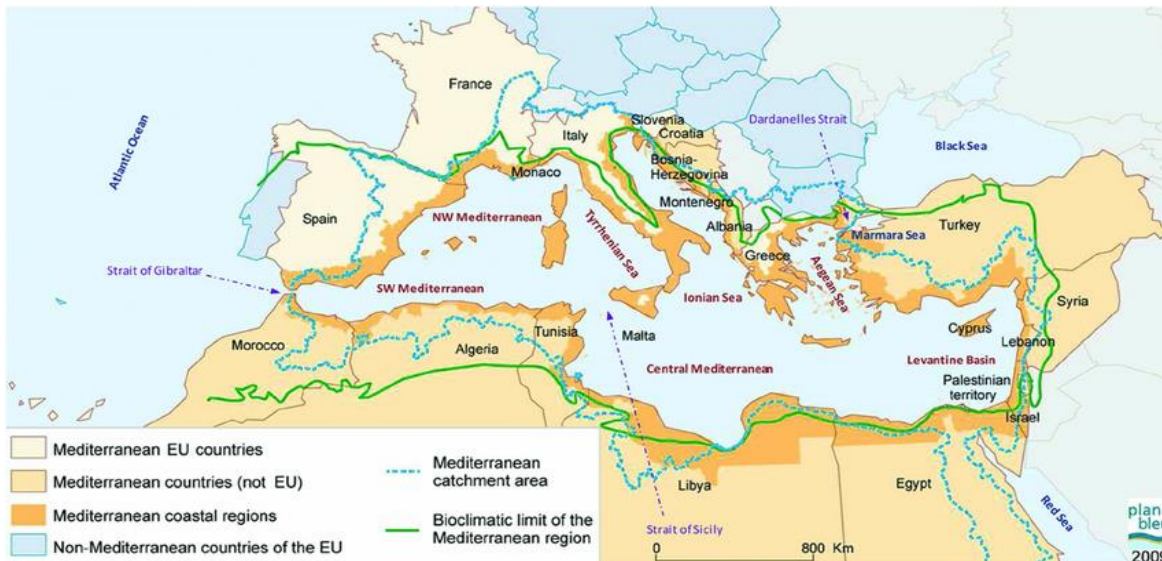 France
Slovenia
Croatia
Italy
Dardanelles Strait
Bosnia-
Herzegovina
Black Sea
Atlantic Ocean
Monaco
Montenegro
Spain
NW Mediterranean
Tyrrhenian Sea
Albania
Marmara Sea
Turkey
Greece
Aegean Sea
Strait of Gibraltar
SW Mediterranean
Ionian Sea
Syria
Morocco
Algeria
Tunisia
Malta
Cyprus
Lebanon
Central Mediterranean
Levantine Basin
Palestinian
territory
Israel
Libya
Egypt
Red Sea
Strait of Sicily
Mediterranean EU countries
Mediterranean countries (not EU)
Mediterranean coastal regions
Non-Mediterranean countries of the EU
Mediterranean
catchment area
Bioclimatic limit of the
Mediterranean region
0 800 Km
plan
ble
2009